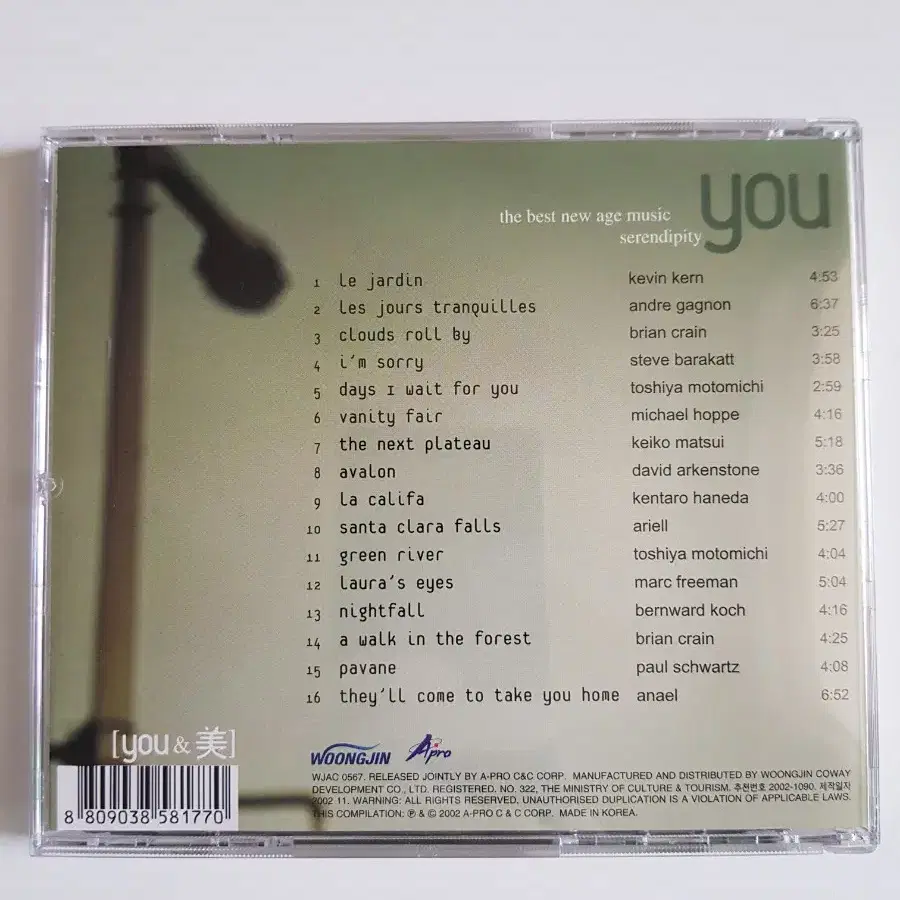 you
the best new age music
serendipity
1 le jardin kevin kern 4:53
2 les jours tranquilles andre gagnon 6:37
3 clouds roll by brian crain 3:25
4 i'm sorry steve barakatt 3:58
5 days I wait for you toshiya motomichi 2:59
6 vanity fair michael hoppe 4:16
7 the next plateau keiko matsui 5:18
8 avalon david arkenstone 3:36
9 la califa kentaro haneda 4:00
10 santa clara falls ariell 5:27
11 green river toshiya motomichi 4:04
12 laura's eyes marc freeman 5:04
13 nightfall bernward koch 4:16
14 a walk in the forest brian crain 4:25
15 pavane paul schwartz 4:08
16 they'll come to take you home anael 6:52
[you & 美]
WOONGJIN A'pro
WJAC 0567. RELEASED JOINTLY BY A-PRO C&C CORP. MANUFACTURED AND DISTRIBUTED BY WOONGJIN COWAY
DEVELOPMENT CO., LTD. REGISTERED. NO. 322, THE MINISTRY OF CULTURE & TOURISM. 추천번호 2002-1090. 제작일자
2002.11. WARNING: ALL RIGHTS RESERVED, UNAUTHORISED DUPLICATION IS A VIOLATION OF APPLICABLE LAWS.
THIS COMPILATION: ℗ & © 2002 A-PRO C & C CORP. MADE IN KOREA.
8 809038 581770